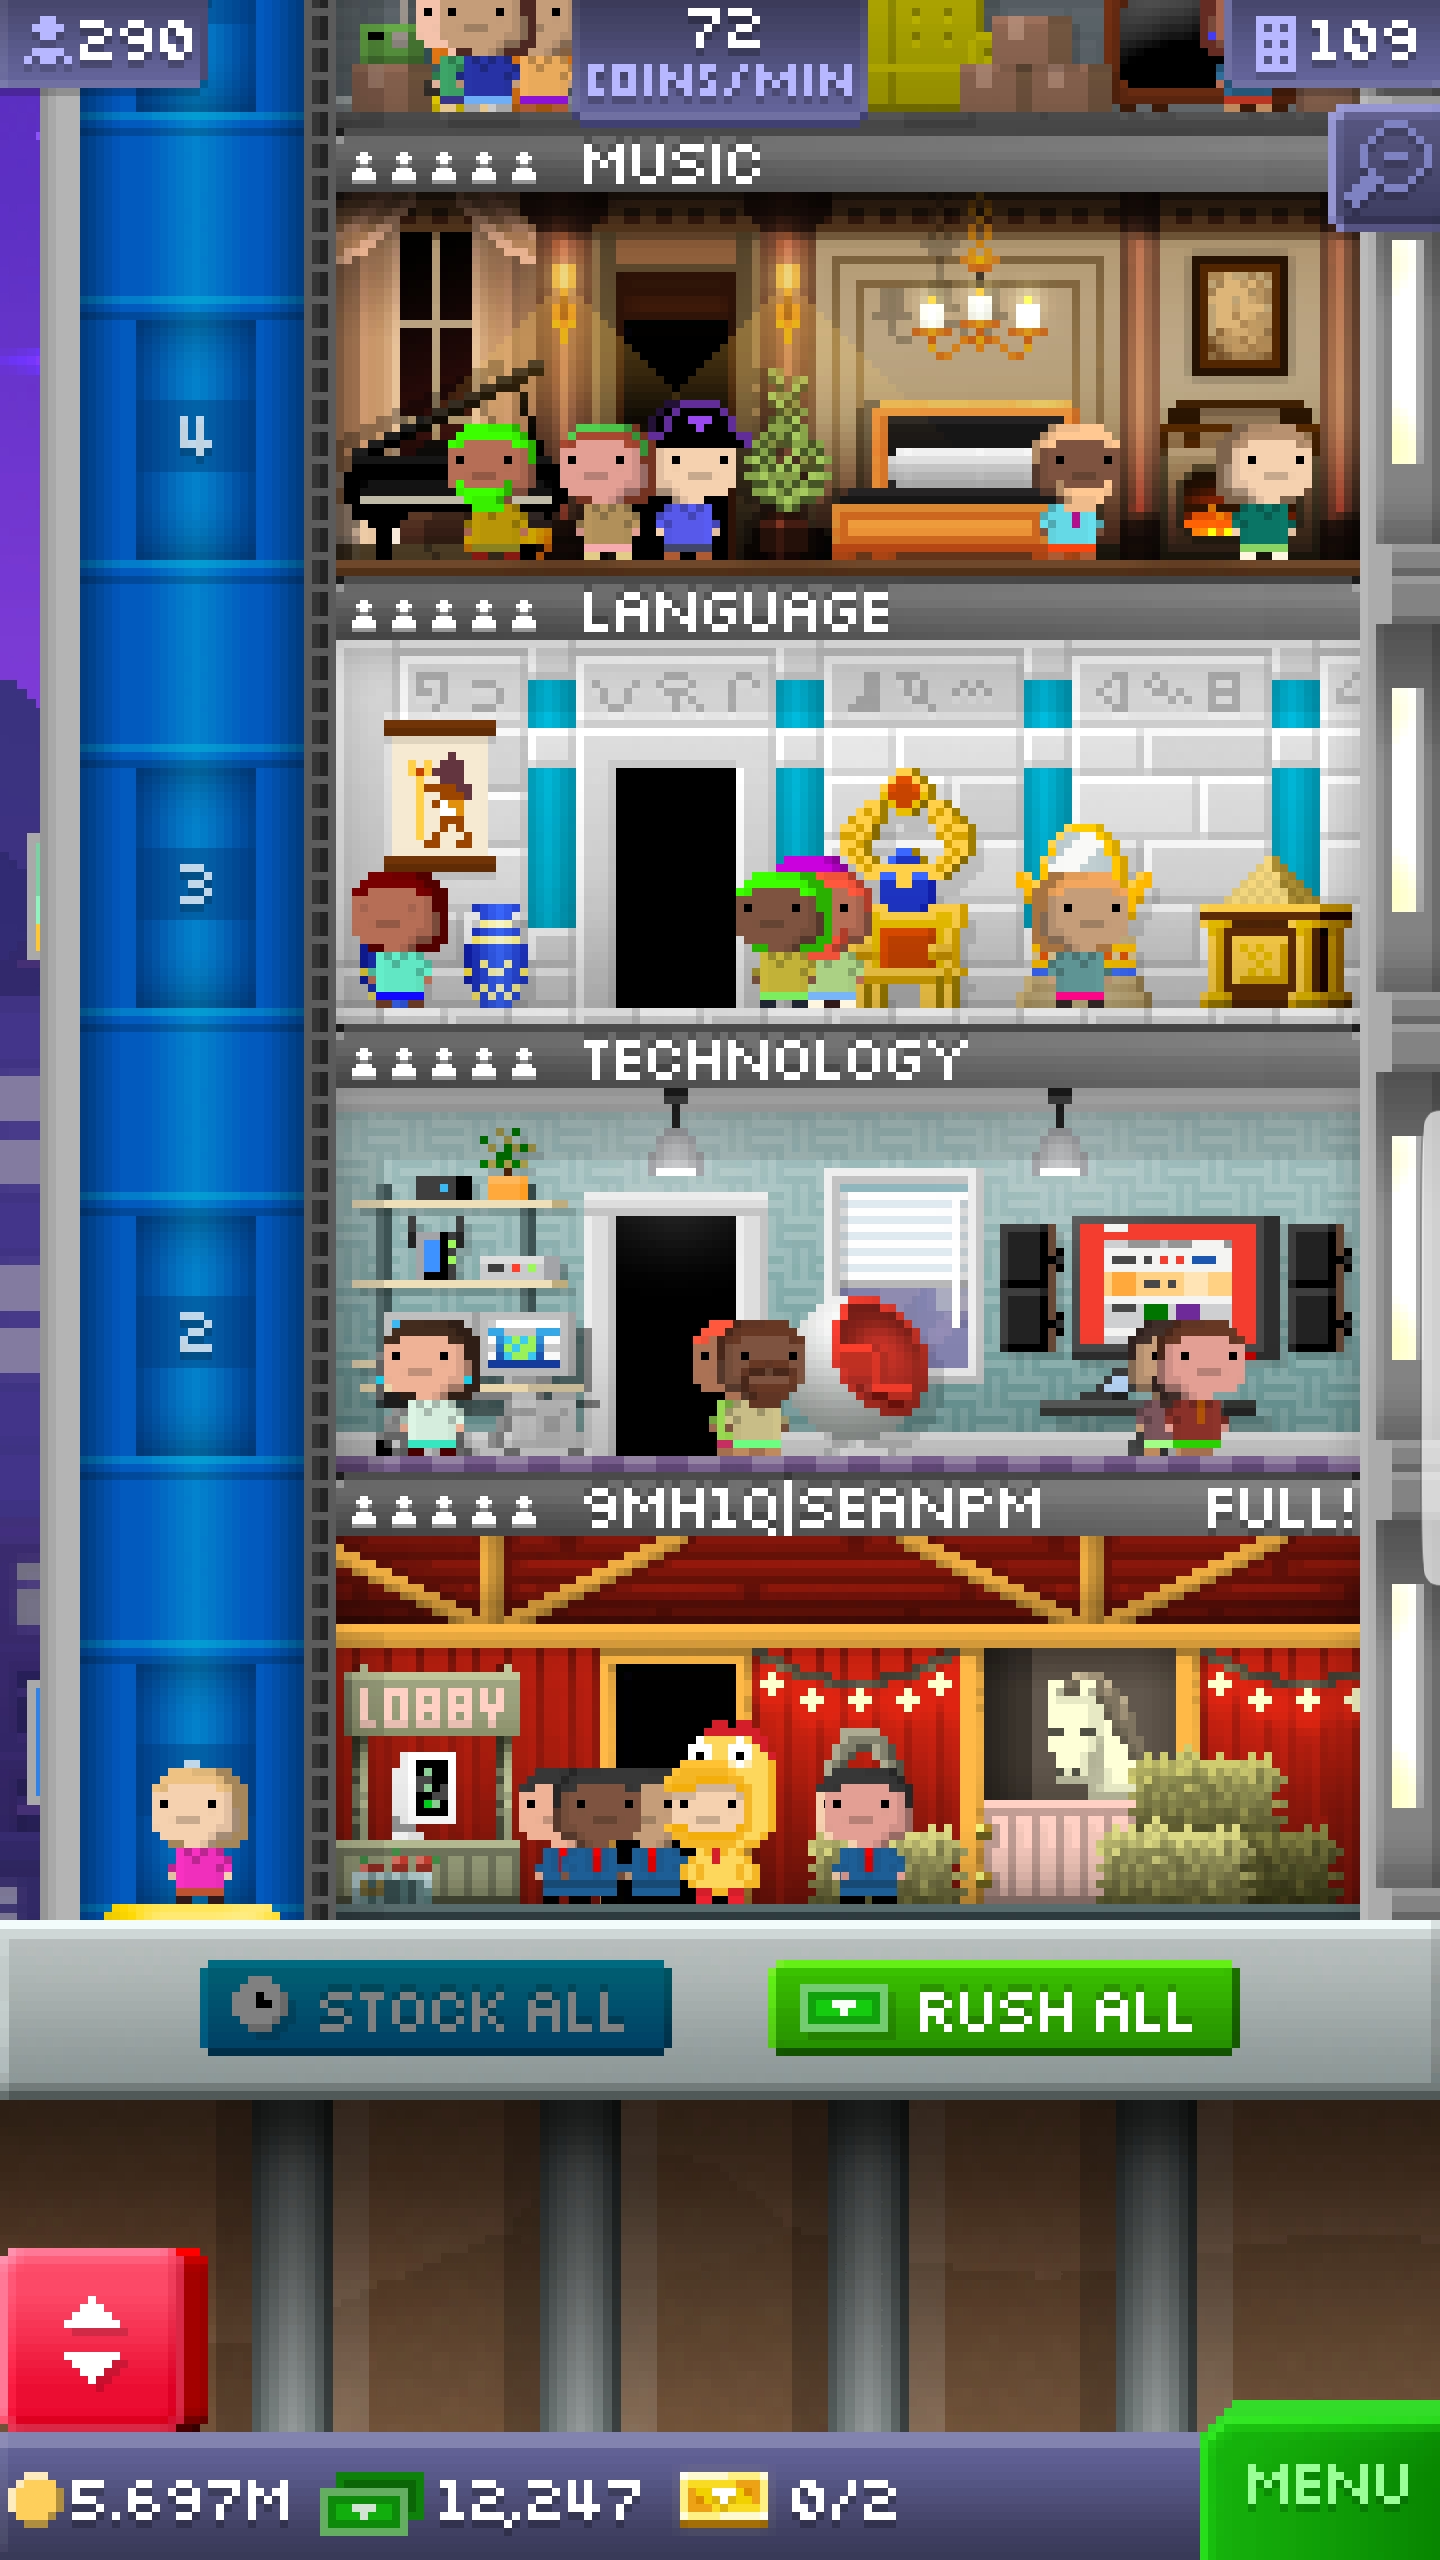 290
72
COINS/MIN
109
MUSIC
4
LANGUAGE
3
TECHNOLOGY
2
9MH1Q|SEANPM FULL!
LOBBY
STOCK ALL
RUSH ALL
5.697M
12,247
0/2
MENU